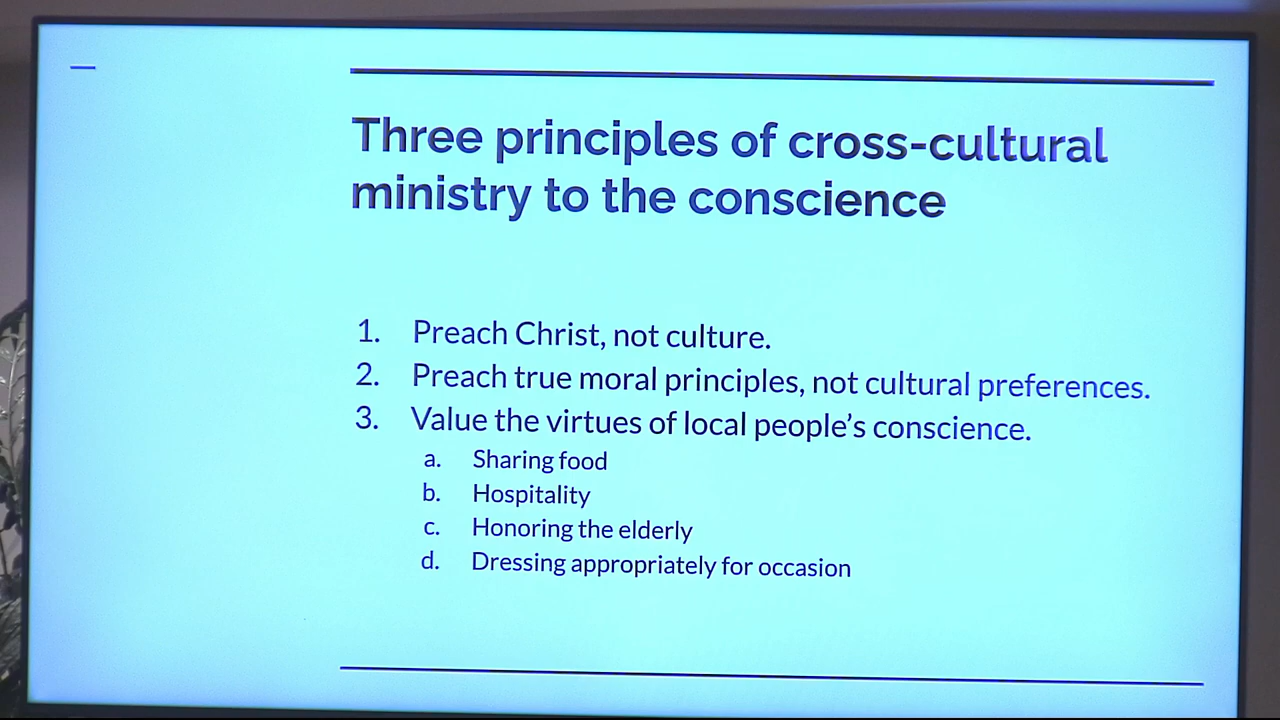 Three principles of cross-cultural
ministry to the conscience
1. Preach Christ, not culture.
2. Preach true moral principles, not cultural preferences.
3. Value the virtues of local people's conscience.
a. Sharing food
b. Hospitality
c. Honoring the elderly
d. Dressing appropriately for occasion